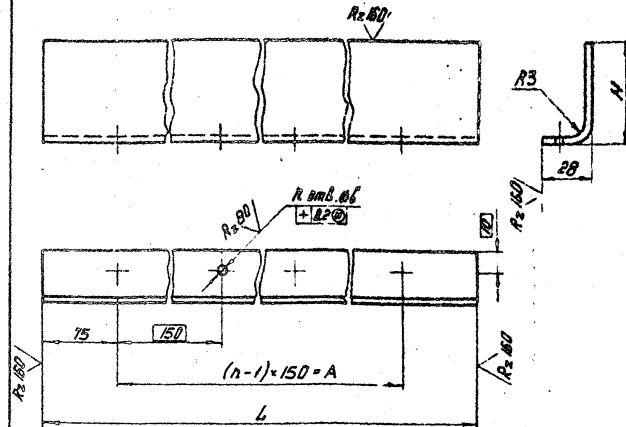 Rz160
R3
H
28
Rz160
n отв. ø6
Rz80
0.2 Ⓜ
10
75
150
(n-1)×150=A
L
Rz160
Rz160